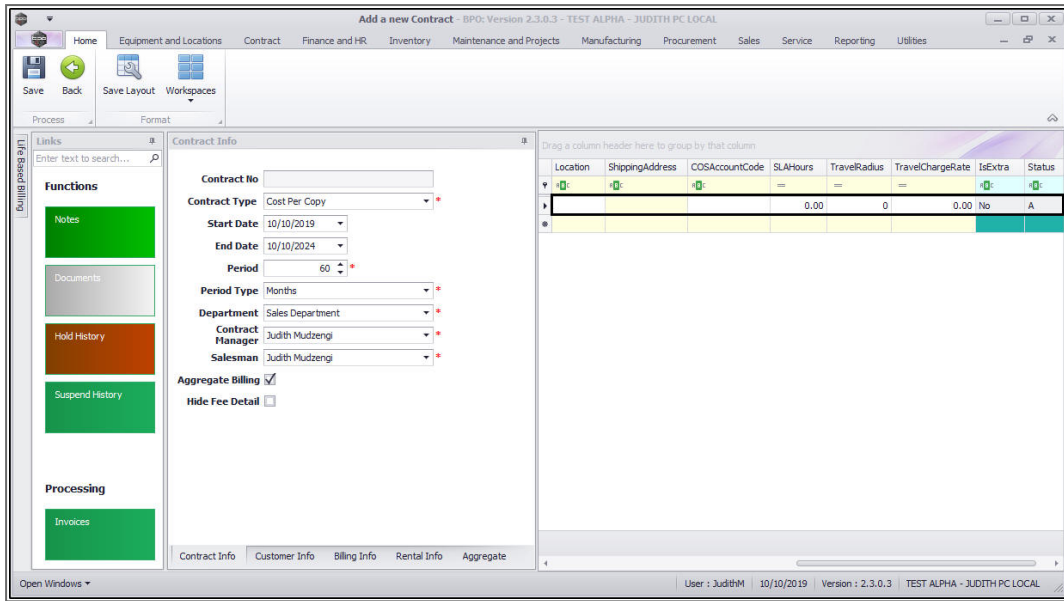 Add a new Contract - BPO: Version 2.3.0.3 - TEST ALPHA - JUDITH PC LOCAL
Home Equipment and Locations Contract Finance and HR Inventory Maintenance and Projects Manufacturing Procurement Sales Service Reporting Utilities
Save Back Save Layout Workspaces
Process Format
Life Based Billing
Links
Enter text to search...
Functions
Notes
Documents
Hold History
Suspend History
Processing
Invoices
Contract Info
Contract No
Contract Type Cost Per Copy *
Start Date 10/10/2019
End Date 10/10/2024
Period 60 *
Period Type Months *
Department Sales Department *
Contract Manager Judith Mudzengi *
Salesman Judith Mudzengi *
Aggregate Billing
Hide Fee Detail
Contract Info Customer Info Billing Info Rental Info Aggregate
Drag a column header here to group by that column
Location ShippingAddress COSAccountCode SLAHours TravelRadius TravelChargeRate IsExtra Status
= = =
0.00 0 0.00 No A
Open Windows
User : JudithM 10/10/2019 Version : 2.3.0.3 TEST ALPHA - JUDITH PC LOCAL